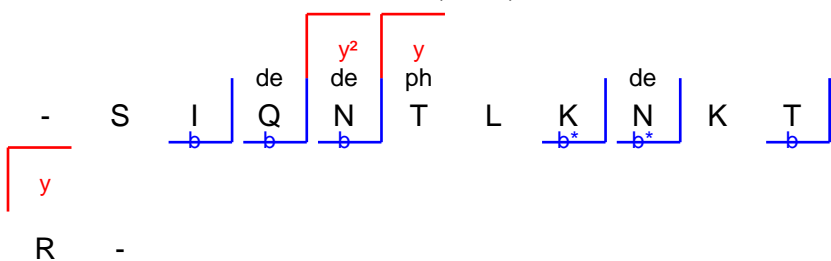 y² y
de de ph de
- S I Q N T L K N K T
b b b b* b* b
y
R -